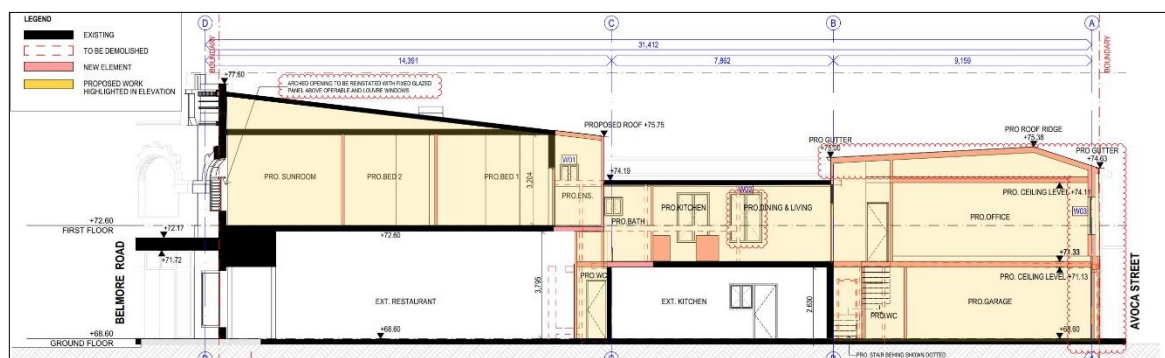 LEGEND
EXISTING
TO BE DEMOLISHED
NEW ELEMENT
PROPOSED WORK
HIGHLIGHTED IN ELEVATION
D
C
B
A
BOUNDARY
BOUNDARY
31,412
14,391
7,862
9,159
+77.60
ARCHED OPENING TO BE REINSTATED WITH FIXED GLAZED
PANEL ABOVE OPERABLE AND LOUVRE WINDOWS
PROPOSED ROOF +75.75
PRO GUTTER
+75.00
PRO ROOF RIDGE
+75.38
PRO GUTTER
+74.63
W01
+74.19
W02
PRO. CEILING LEVEL +74.11
W03
PRO. SUNROOM
PRO.BED 2
PRO.BED 1
3,204
PRO.ENS.
PRO.BATH
PRO.KITCHEN
PRO.DINING & LIVING
PRO.OFFICE
+72.60
FIRST FLOOR
+72.17
+71.72
+72.60
+71.33
PRO. CEILING LEVEL +71.13
BELMORE ROAD
AVOCA STREET
3,795
PRO.WC
2,630
EXT. RESTAURANT
EXT. KITCHEN
PRO.WC
PRO.GARAGE
+68.60
GROUND FLOOR
+68.60
+68.60
PRO. STAIR BEHIND SHOWN DOTTED